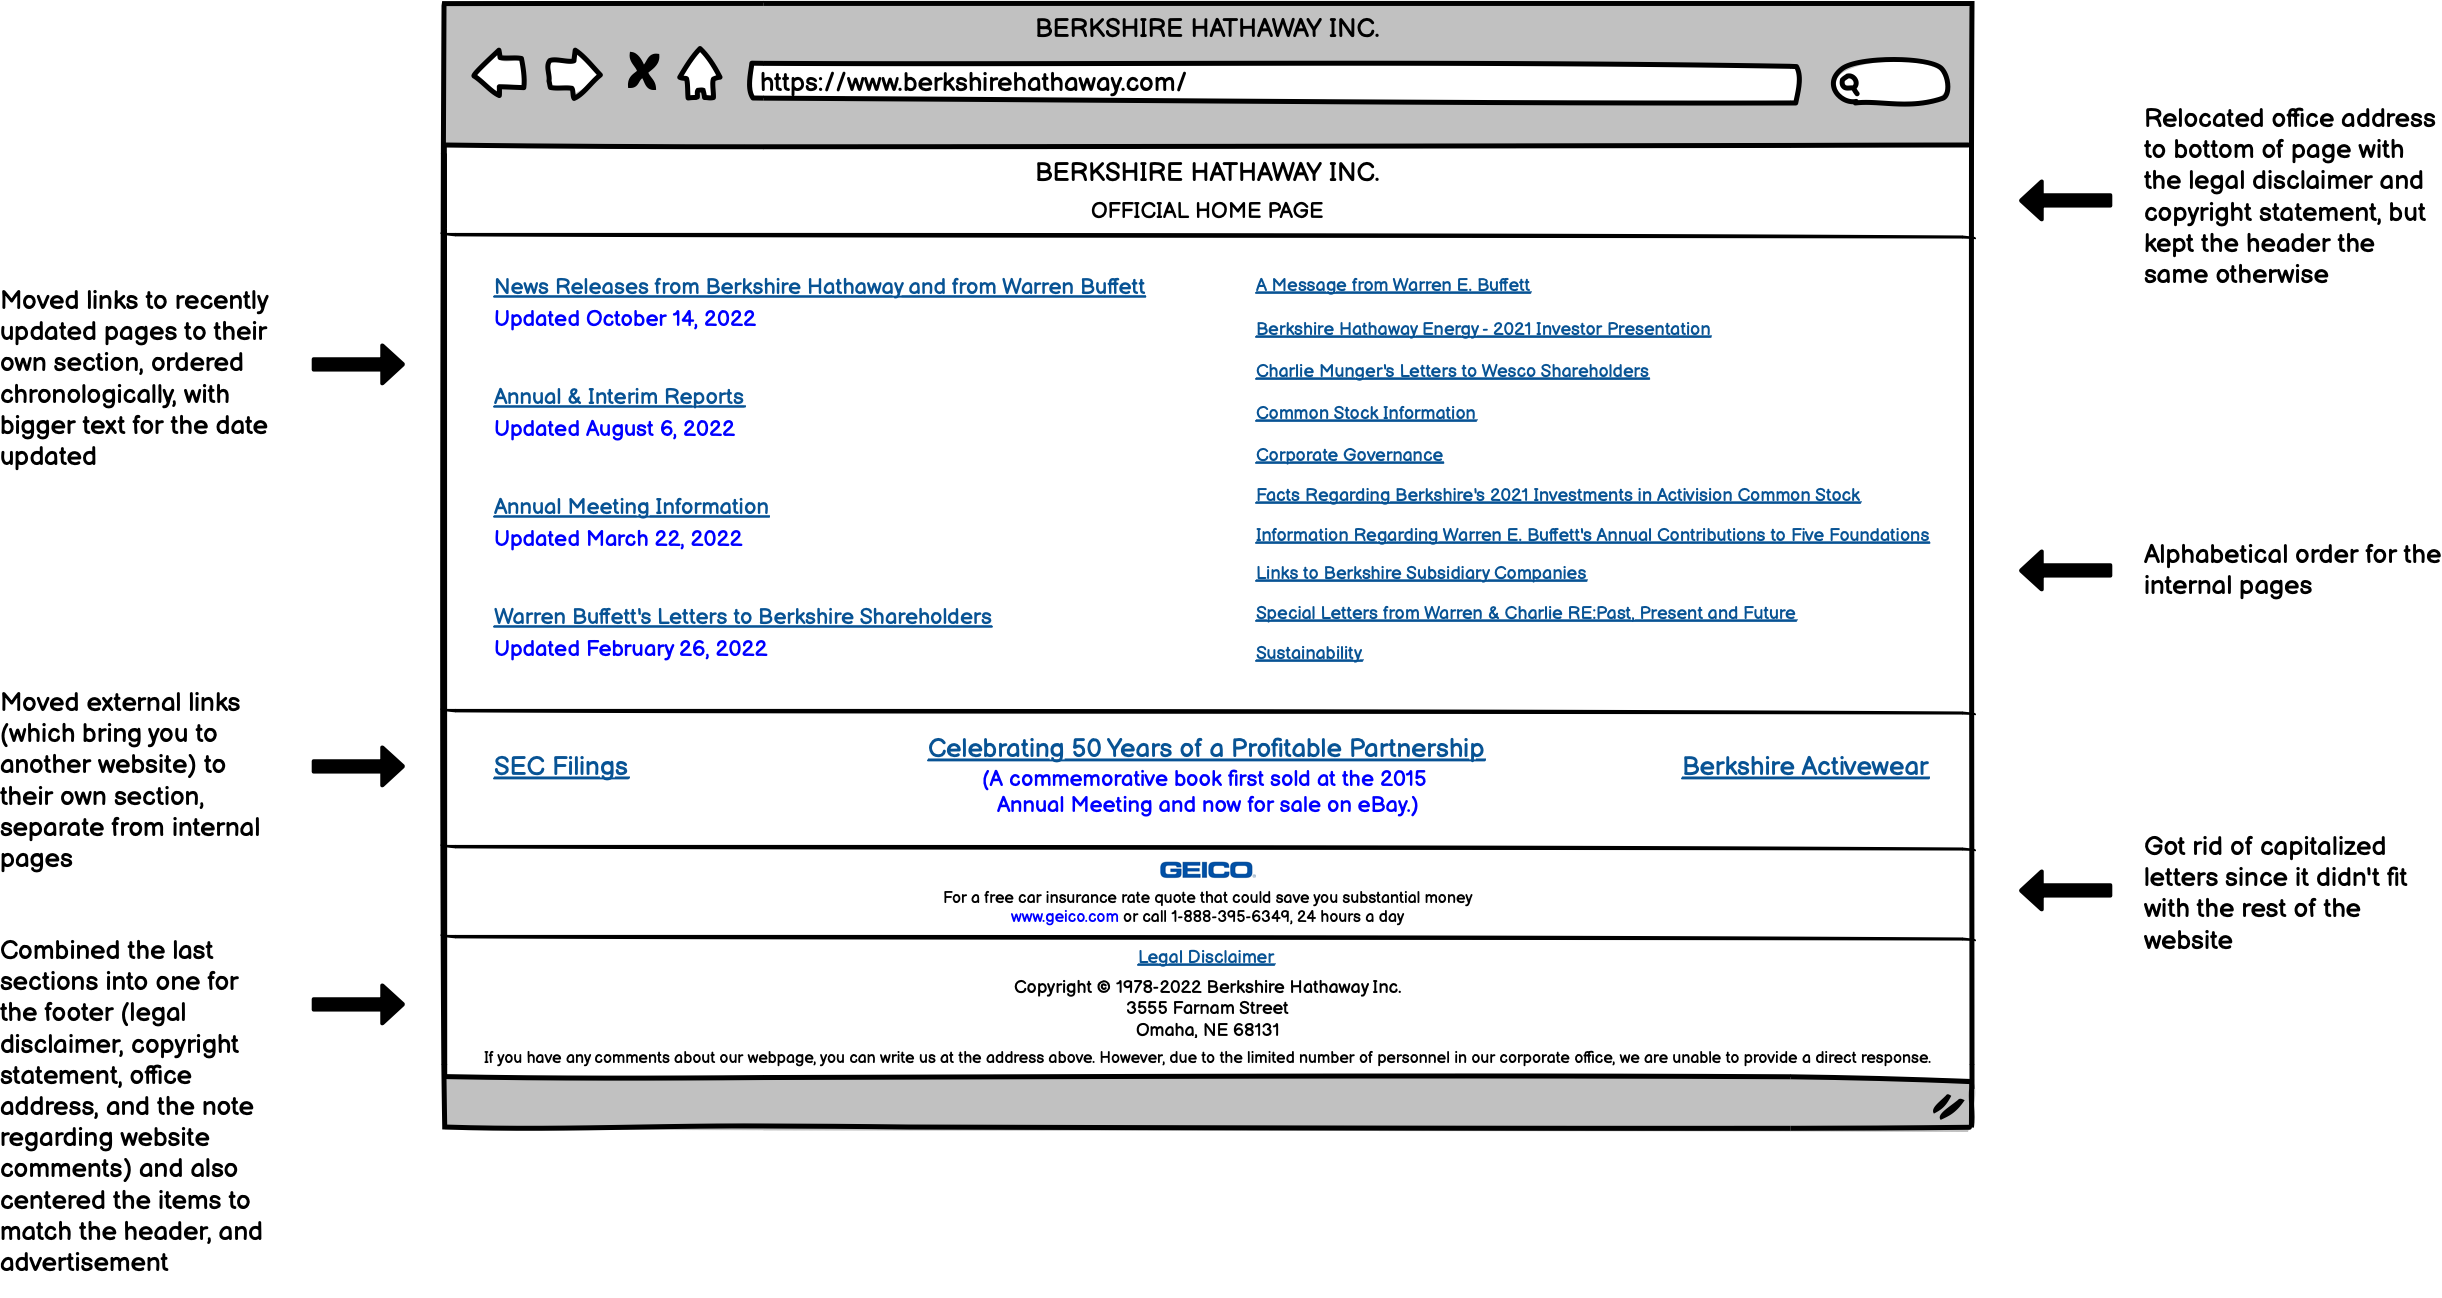 BERKSHIRE HATHAWAY INC.
https://www.berkshirehathaway.com/
BERKSHIRE HATHAWAY INC.
OFFICIAL HOME PAGE
News Releases from Berkshire Hathaway and from Warren Buffett
Updated October 14, 2022
Annual & Interim Reports
Updated August 6, 2022
Annual Meeting Information
Updated March 22, 2022
Warren Buffett's Letters to Berkshire Shareholders
Updated February 26, 2022
A Message from Warren E. Buffett
Berkshire Hathaway Energy - 2021 Investor Presentation
Charlie Munger's Letters to Wesco Shareholders
Common Stock Information
Corporate Governance
Facts Regarding Berkshire's 2021 Investments in Activision Common Stock
Information Regarding Warren E. Buffett's Annual Contributions to Five Foundations
Links to Berkshire Subsidiary Companies
Special Letters from Warren & Charlie RE:Past, Present and Future
Sustainability
SEC Filings
Celebrating 50 Years of a Profitable Partnership
(A commemorative book first sold at the 2015
Annual Meeting and now for sale on eBay.)
Berkshire Activewear
GEICO
For a free car insurance rate quote that could save you substantial money
www.geico.com or call 1-888-395-6349, 24 hours a day
Legal Disclaimer
Copyright © 1978-2022 Berkshire Hathaway Inc.
3555 Farnam Street
Omaha, NE 68131
If you have any comments about our webpage, you can write us at the address above. However, due to the limited number of personnel in our corporate office, we are unable to provide a direct response.
Moved links to recently
updated pages to their
own section, ordered
chronologically, with
bigger text for the date
updated
Moved external links
(which bring you to
another website) to
their own section,
separate from internal
pages
Combined the last
sections into one for
the footer (legal
disclaimer, copyright
statement, office
address, and the note
regarding website
comments) and also
centered the items to
match the header, and
advertisement
Relocated office address
to bottom of page with
the legal disclaimer and
copyright statement, but
kept the header the
same otherwise
Alphabetical order for the
internal pages
Got rid of capitalized
letters since it didn't fit
with the rest of the
website